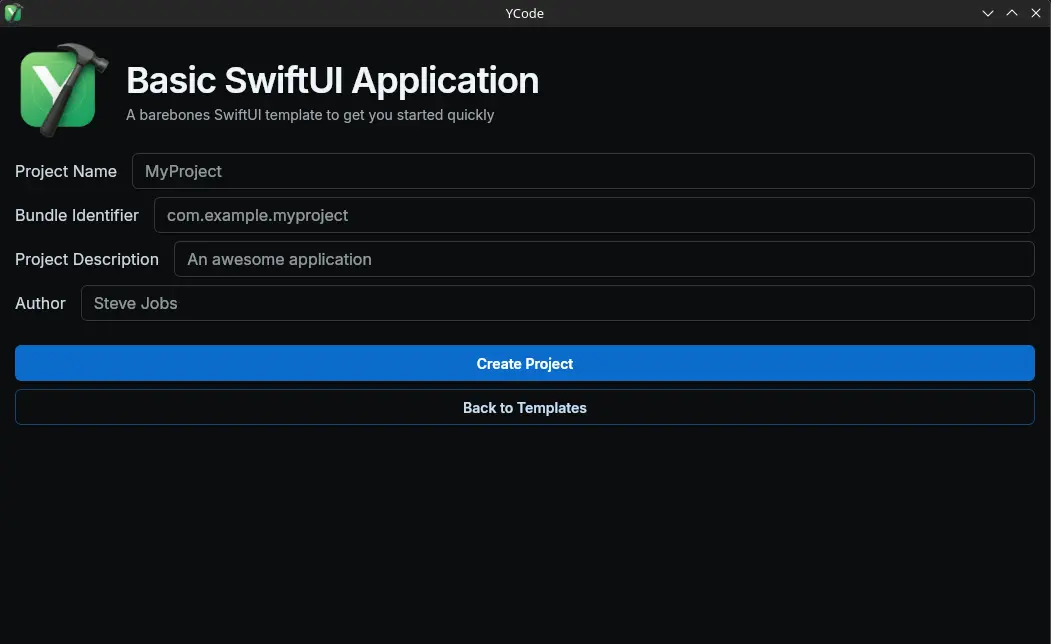 YCode
Basic SwiftUI Application
A barebones SwiftUI template to get you started quickly
Project Name MyProject
Bundle Identifier com.example.myproject
Project Description An awesome application
Author Steve Jobs
Create Project
Back to Templates